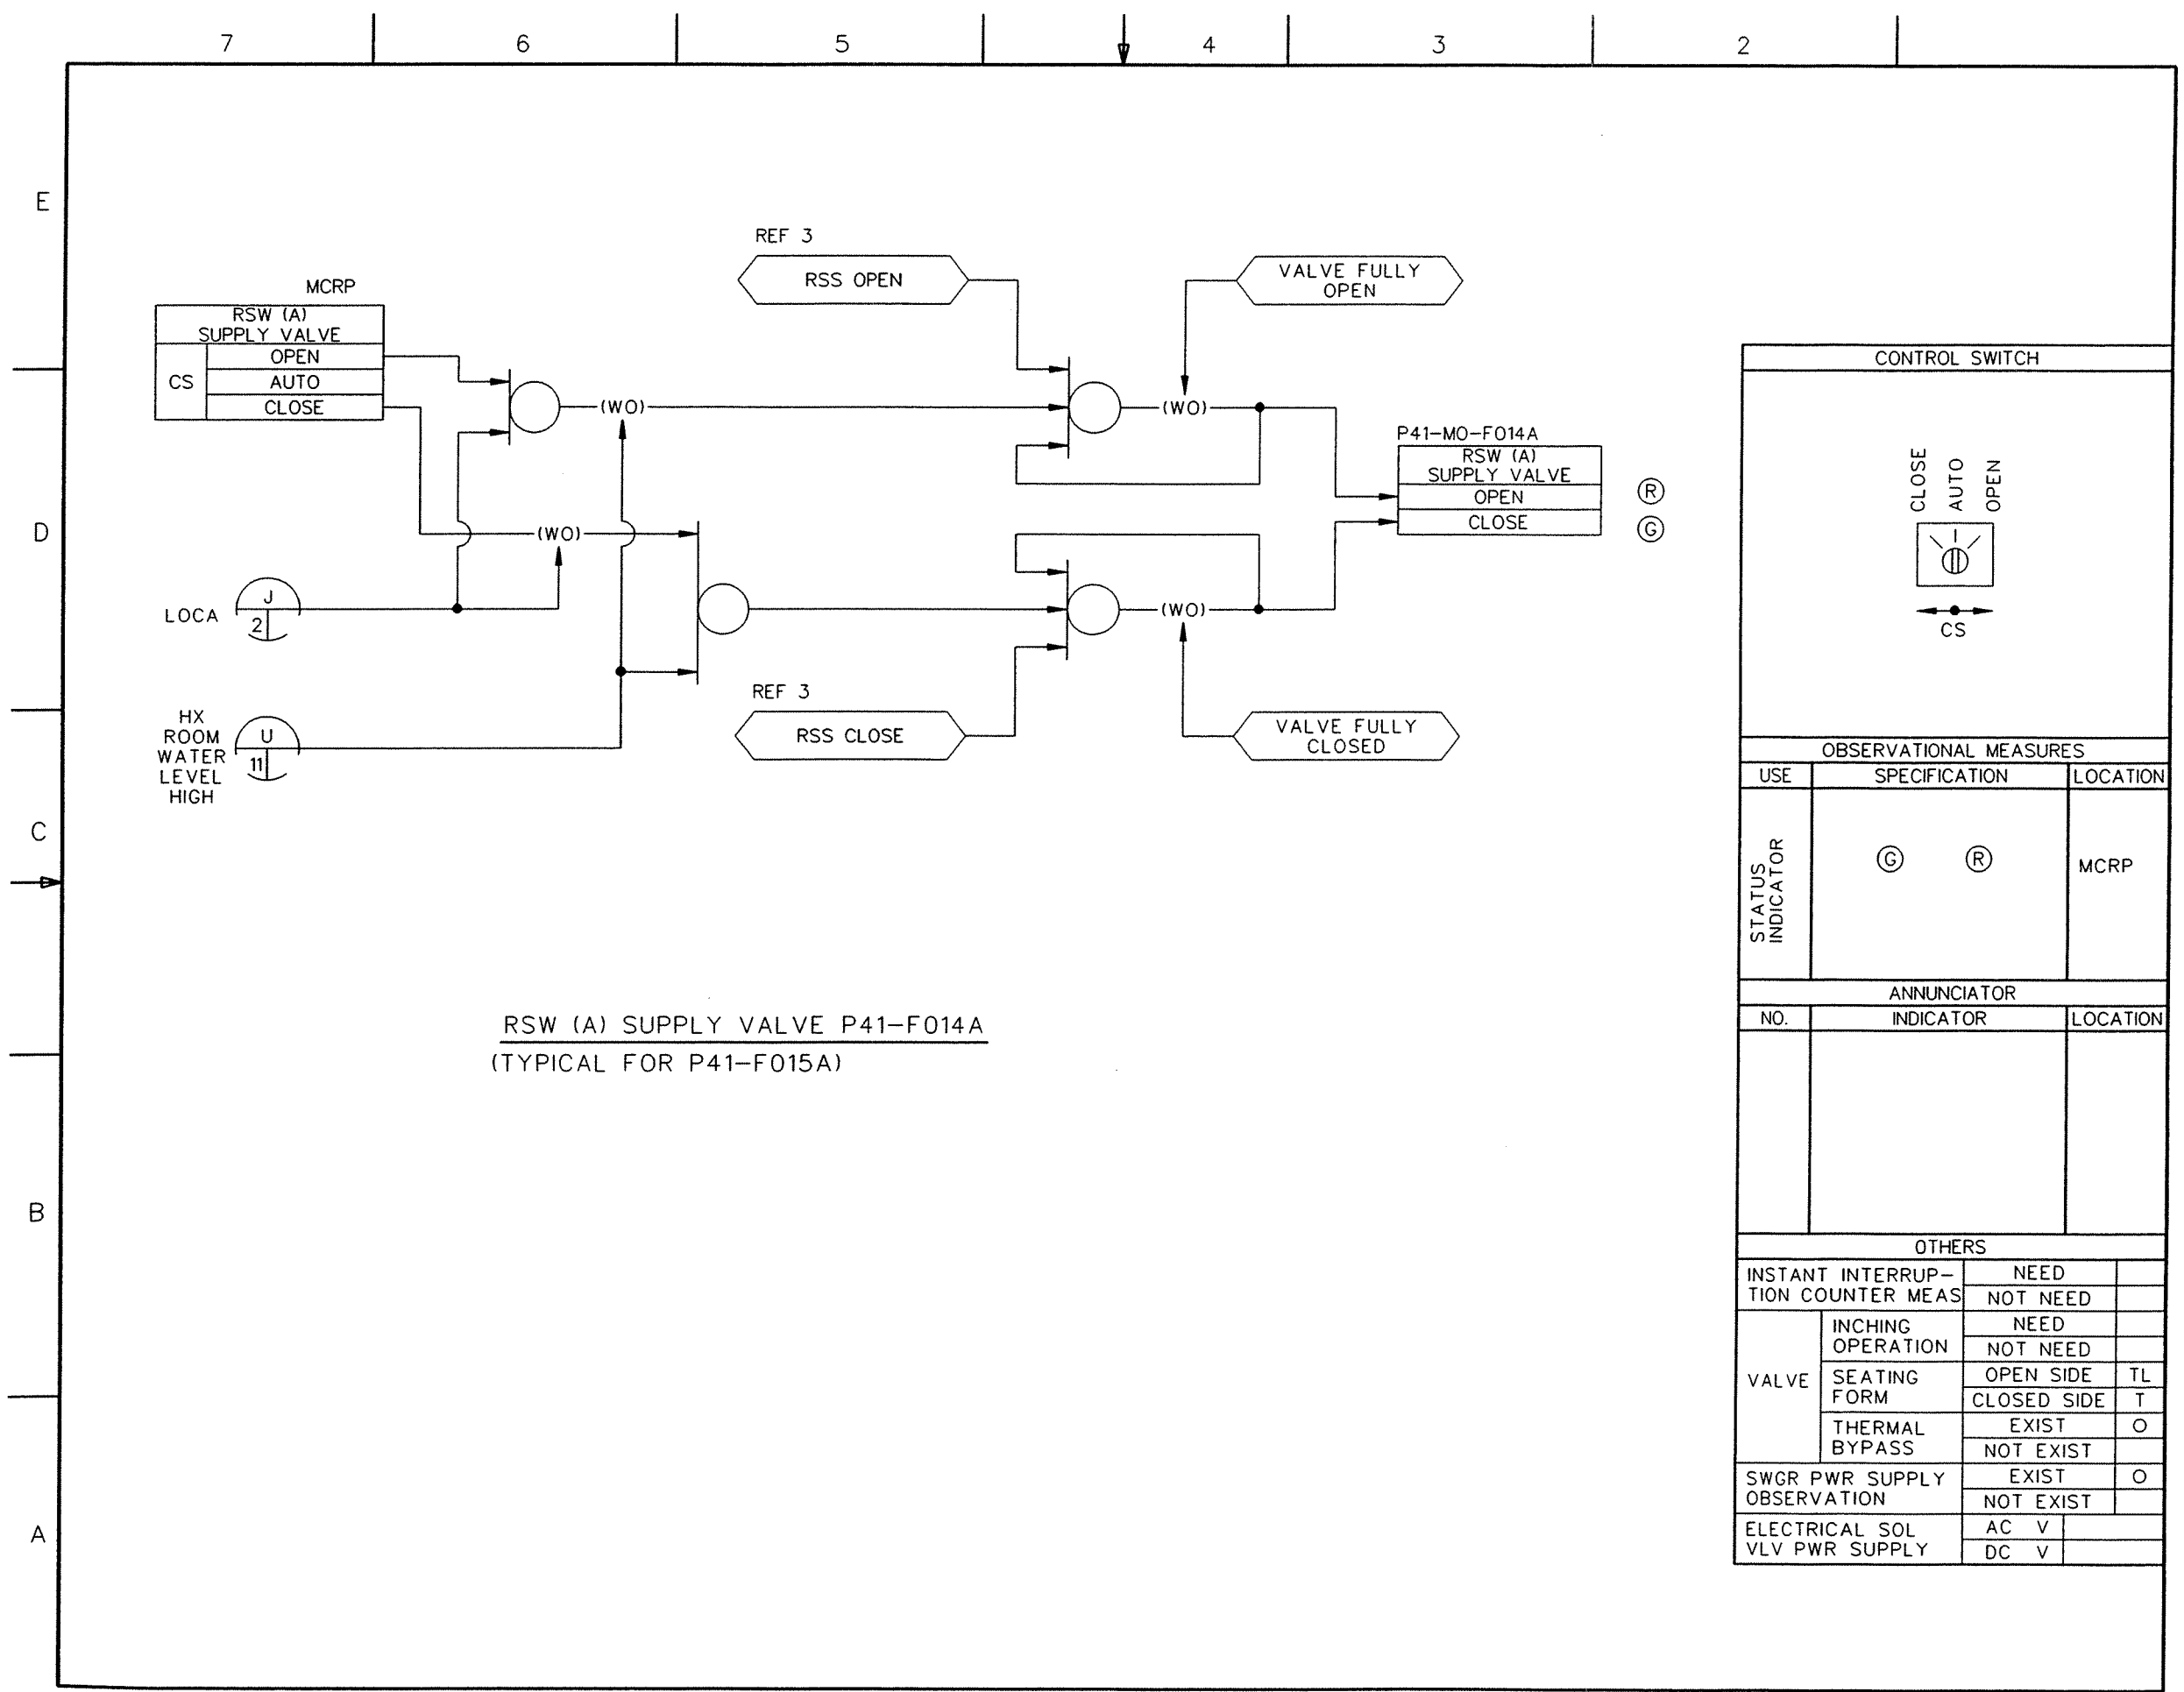 7 6 5 4 3 2
E
D
C
B
A
REF 3
RSS OPEN
VALVE FULLY
OPEN
MCRP
RSW (A)
SUPPLY VALVE
CS
OPEN
AUTO
CLOSE
(WO)
(WO)
P41-MO-F014A
RSW (A)
SUPPLY VALVE
OPEN
CLOSE
R
G
(WO)
LOCA
J
2
(WO)
REF 3
RSS CLOSE
VALVE FULLY
CLOSED
HX
ROOM
WATER
LEVEL
HIGH
U
11
(WO)
RSW (A) SUPPLY VALVE P41-F014A
(TYPICAL FOR P41-F015A)
CONTROL SWITCH
CLOSE
AUTO
OPEN
CS
OBSERVATIONAL MEASURES
USE SPECIFICATION LOCATION
STATUS
INDICATOR
G R
MCRP
ANNUNCIATOR
NO. INDICATOR LOCATION
OTHERS
INSTANT INTERRUP-
TION COUNTER MEAS
NEED
NOT NEED
VALVE
INCHING
OPERATION
NEED
NOT NEED
SEATING
FORM
OPEN SIDE TL
CLOSED SIDE T
THERMAL
BYPASS
EXIST O
NOT EXIST
SWGR PWR SUPPLY
OBSERVATION
EXIST O
NOT EXIST
ELECTRICAL SOL
VLV PWR SUPPLY
AC V
DC V